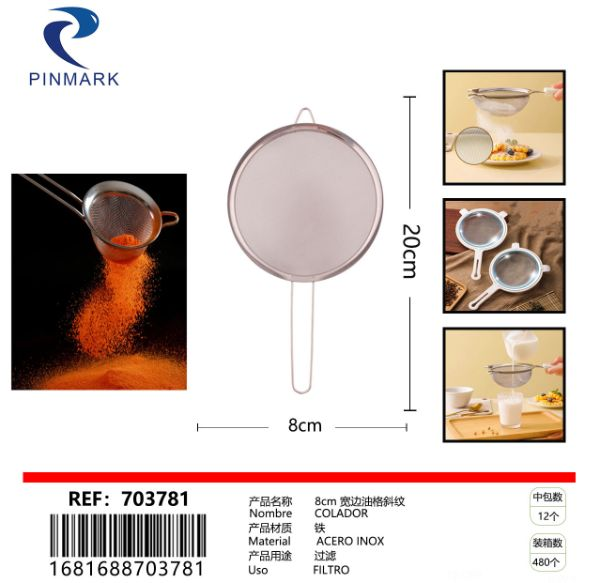 PINMARK
20cm
8cm
REF: 703781
1681688703781
产品名称 8cm 宽边油格斜纹
Nombre COLADOR
产品材质 铁
Material ACERO INOX
产品用途 过滤
Uso FILTRO
中包数
12个
装箱数
480个